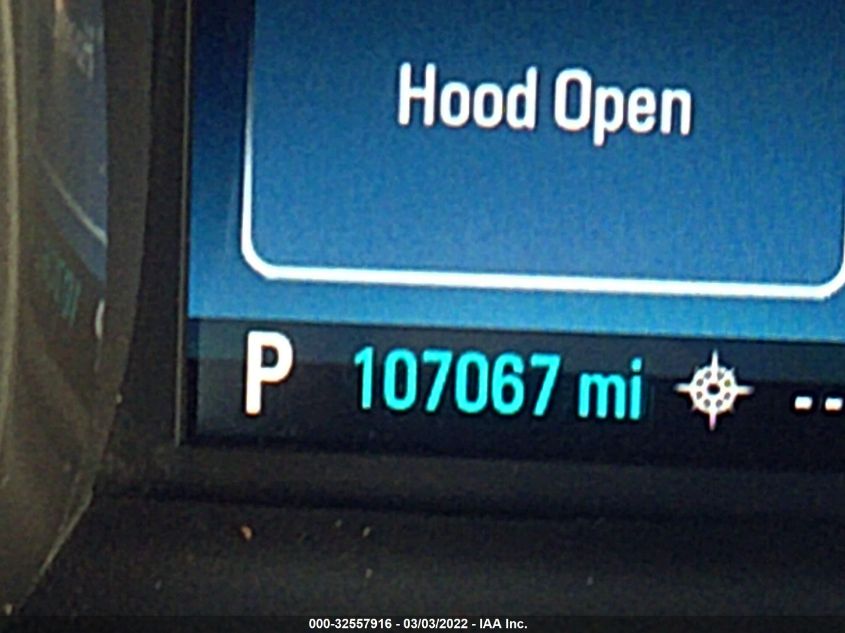 Hood Open
P 107067 mi --
000-32557916 - 03/03/2022 - IAA Inc.